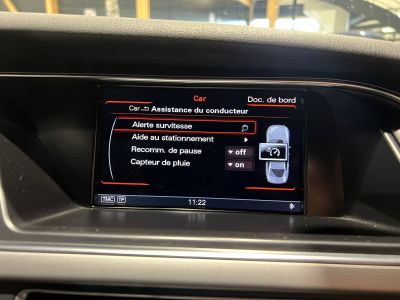 Car Doc. de bord
Car Assistance du conducteur
Alerte survitesse
Aide au stationnement
Recomm. de pause off
Capteur de pluie on
TMC TP 11:22